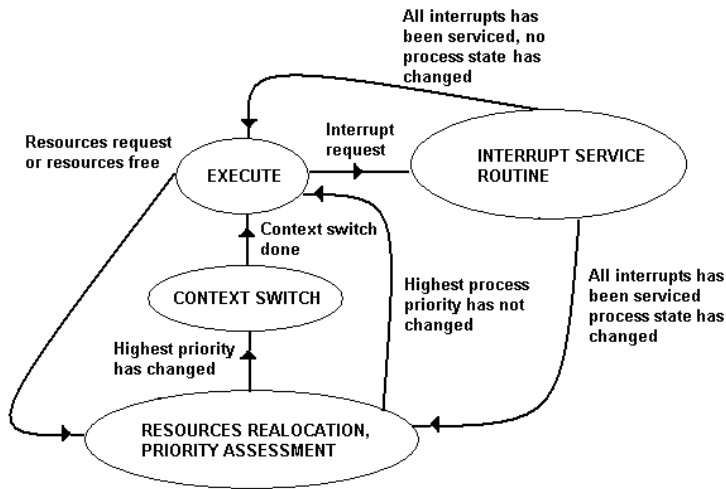 All interrupts has
been serviced, no
process state has
changed
Resources request
or resources free
Interrupt
request
EXECUTE
INTERRUPT SERVICE
ROUTINE
Context switch
done
CONTEXT SWITCH
Highest process
priority has not
changed
All interrupts has
been serviced
process state has
changed
Highest priority
has changed
RESOURCES REALOCATION,
PRIORITY ASSESSMENT